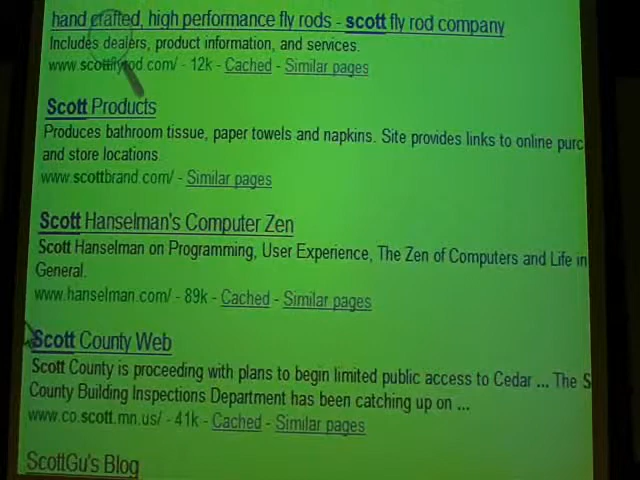 hand crafted, high performance fly rods - scott fly rod company
Includes dealers, product information, and services.
www.scottflyrod.com/ - 12k - Cached - Similar pages
Scott Products
Produces bathroom tissue, paper towels and napkins. Site provides links to online purc
and store locations.
www.scottbrand.com/ - Similar pages
Scott Hanselman's Computer Zen
Scott Hanselman on Programming, User Experience, The Zen of Computers and Life in
General.
www.hanselman.com/ - 89k - Cached - Similar pages
Scott County Web
Scott County is proceeding with plans to begin limited public access to Cedar ... The S
County Building Inspections Department has been catching up on ...
www.co.scott.mn.us/ - 41k - Cached - Similar pages
ScottGu's Blog